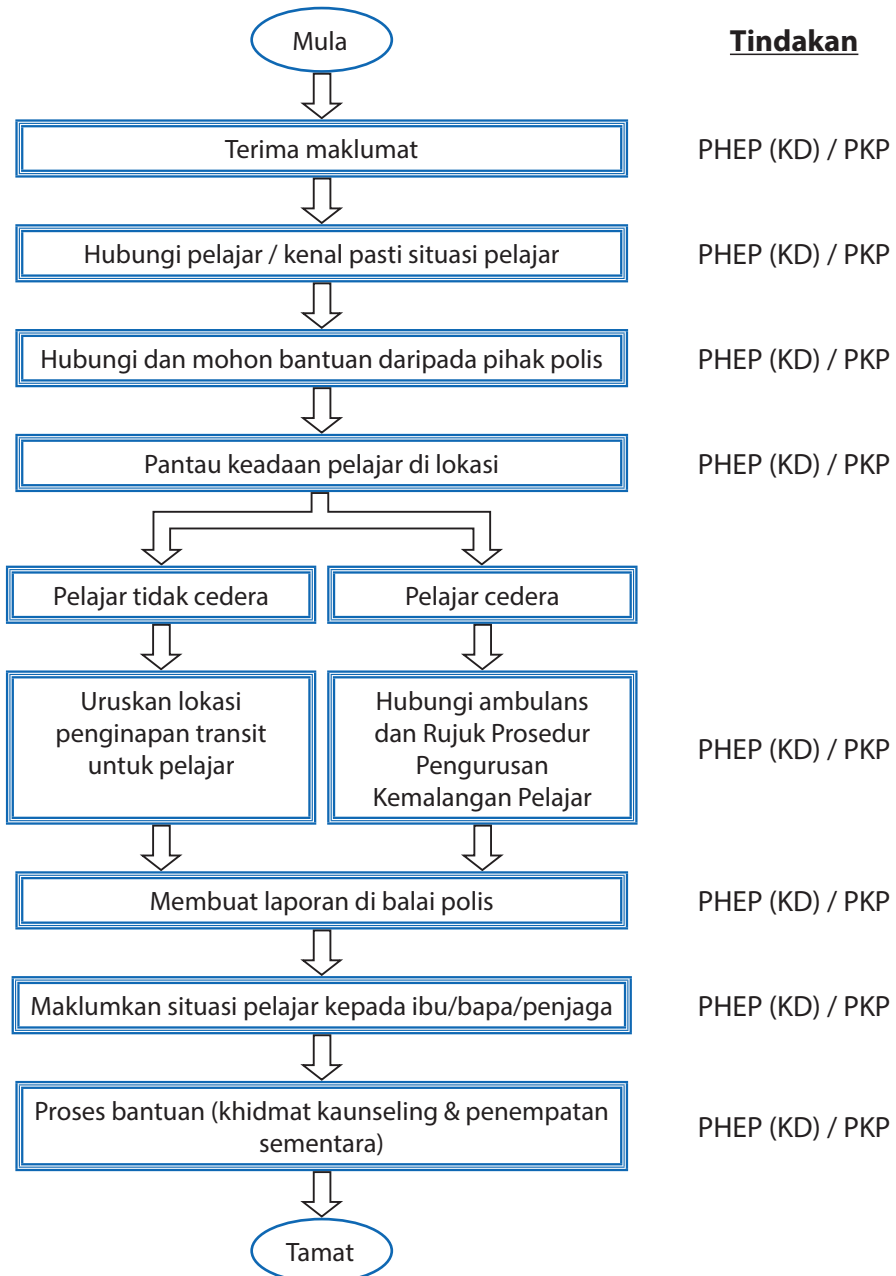 Mula
Tindakan
Terima maklumat
PHEP (KD) / PKP
Hubungi pelajar / kenal pasti situasi pelajar
PHEP (KD) / PKP
Hubungi dan mohon bantuan daripada pihak polis
PHEP (KD) / PKP
Pantau keadaan pelajar di lokasi
PHEP (KD) / PKP
Pelajar tidak cedera
Pelajar cedera
Uruskan lokasi
penginapan transit
untuk pelajar
Hubungi ambulans
dan Rujuk Prosedur
Pengurusan
Kemalangan Pelajar
PHEP (KD) / PKP
Membuat laporan di balai polis
PHEP (KD) / PKP
Maklumkan situasi pelajar kepada ibu/bapa/penjaga
PHEP (KD) / PKP
Proses bantuan (khidmat kaunseling & penempatan
sementara)
PHEP (KD) / PKP
Tamat